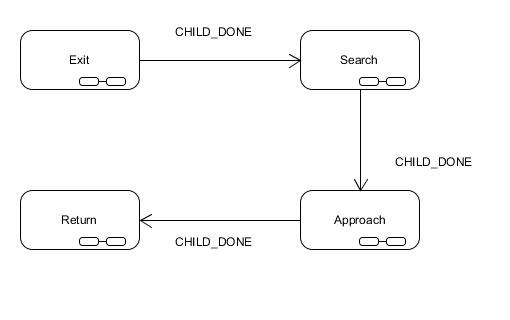 CHILD_DONE
Exit
Search
CHILD_DONE
Return
Approach
CHILD_DONE